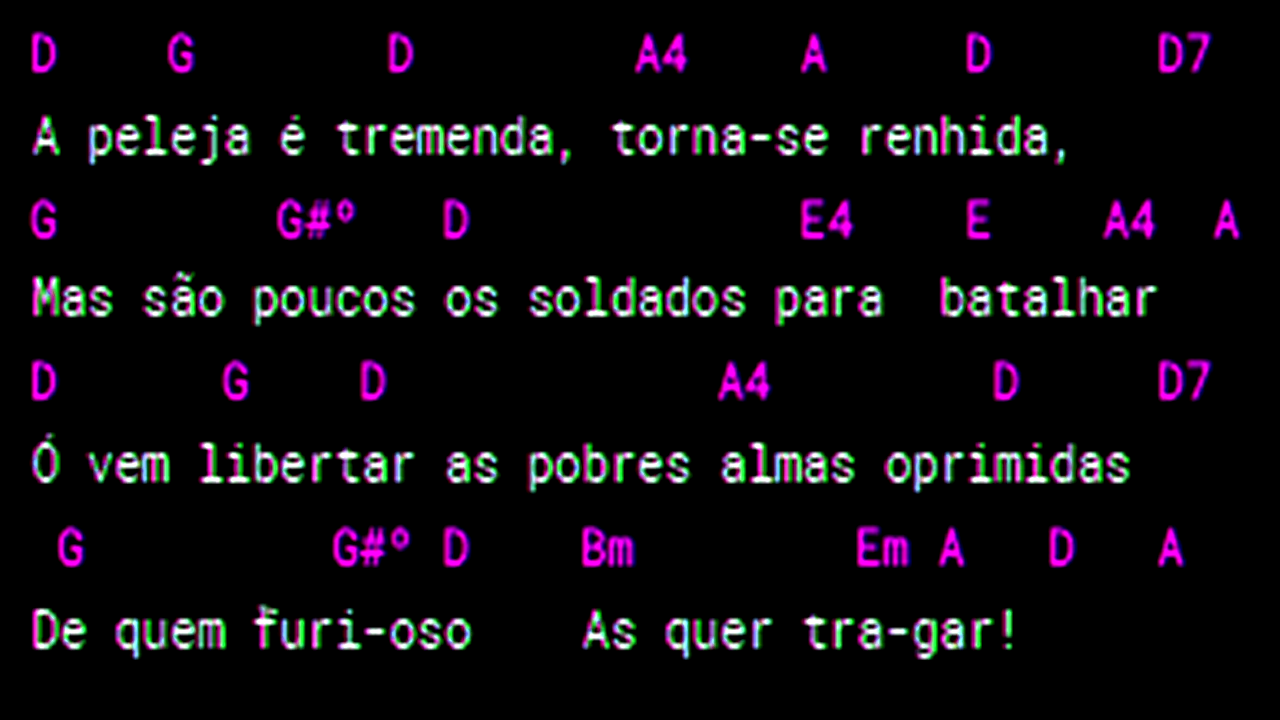 D    G       D        A4    A     D      D7
A peleja é tremenda, torna-se renhida,
G        G#º   D            E4    E    A4  A
Mas são poucos os soldados para  batalhar
D      G    D            A4        D     D7
Ó vem libertar as pobres almas oprimidas
 G         G#º D    Bm        Em A   D   A
De quem furi-oso    As quer tra-gar!